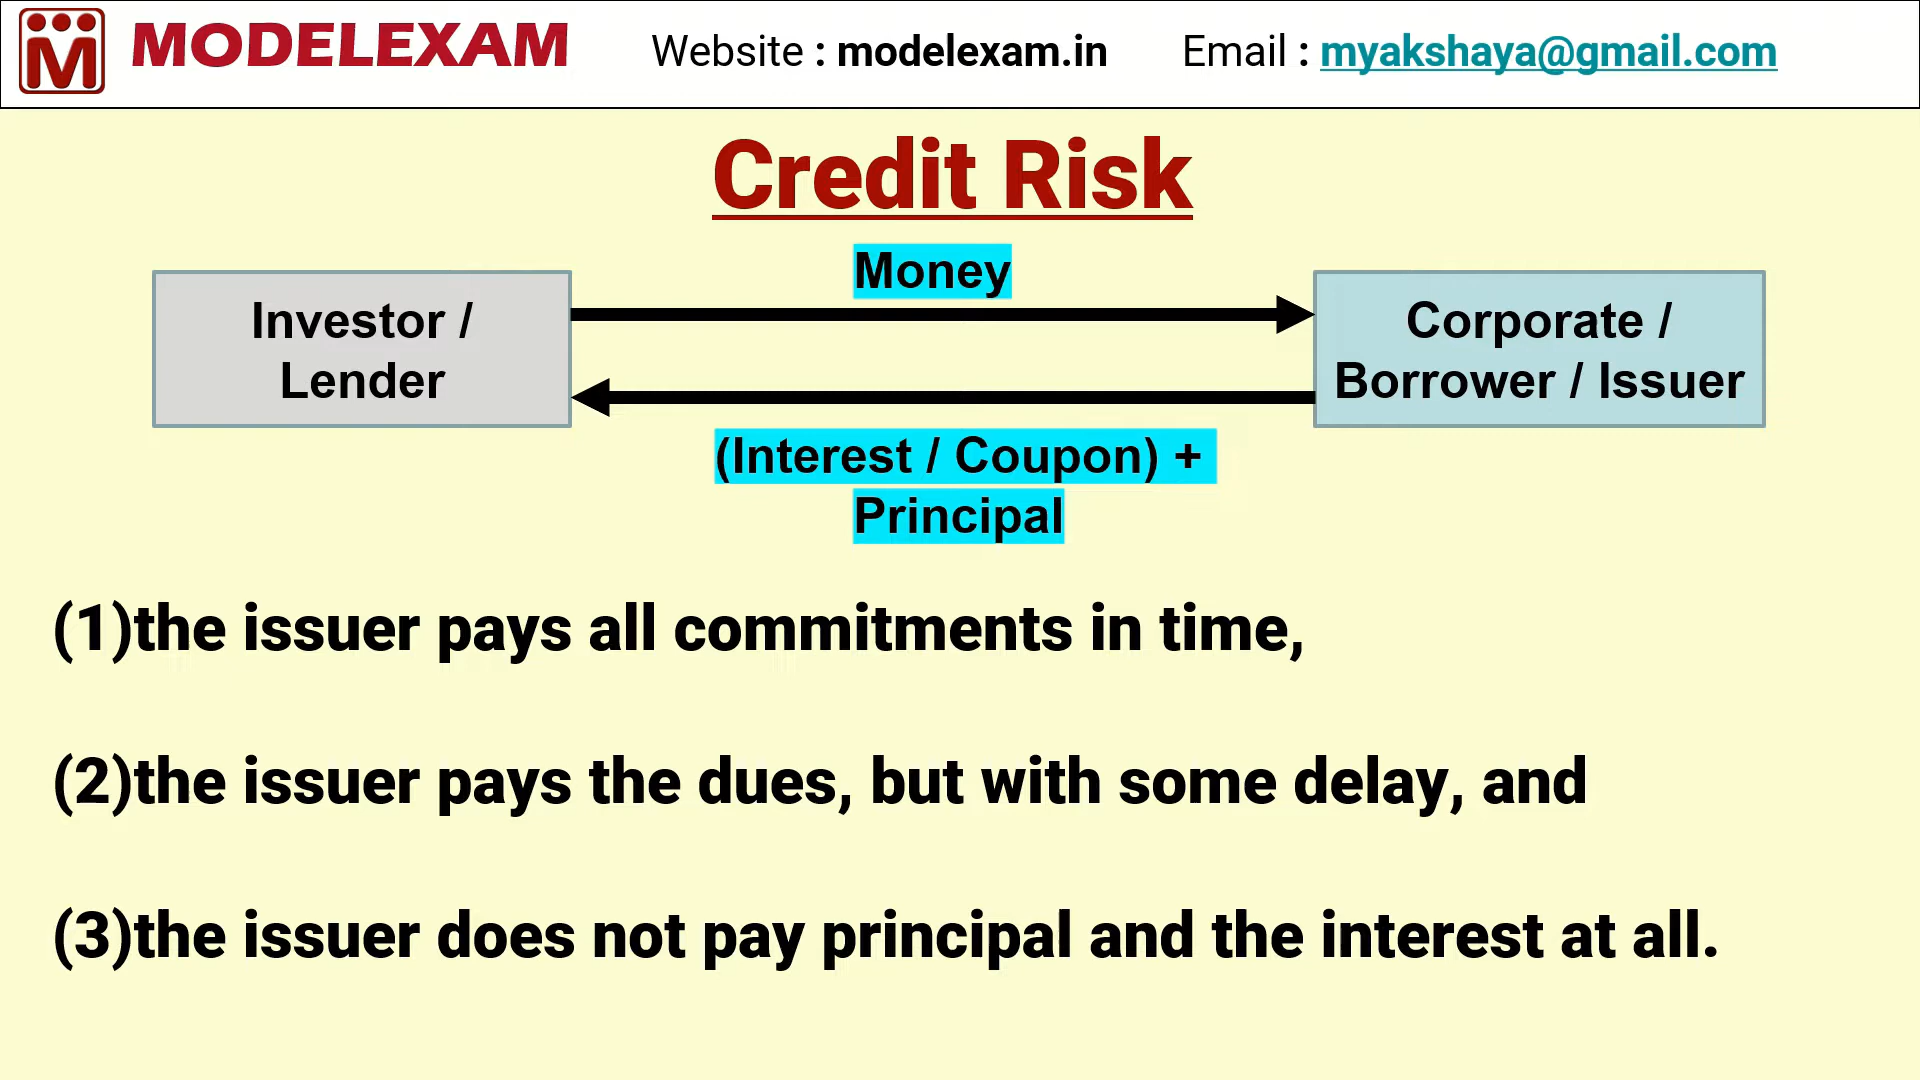 MODELEXAM Website : modelexam.in Email : myakshaya@gmail.com
Credit Risk
Money
Investor /
Lender
Corporate /
Borrower / Issuer
(Interest / Coupon) +
Principal
(1)the issuer pays all commitments in time,
(2)the issuer pays the dues, but with some delay, and
(3)the issuer does not pay principal and the interest at all.